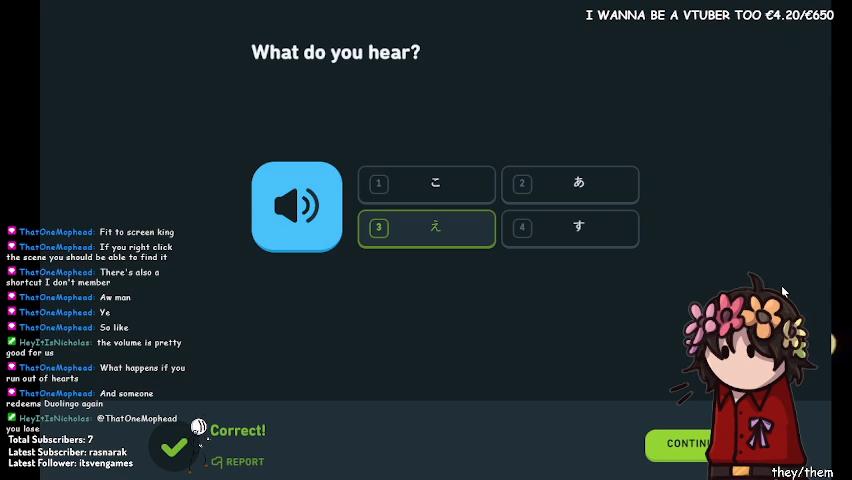 I WANNA BE A VTUBER TOO €4.20/€650
What do you hear?
1 こ
2 あ
3 え
4 す
ThatOneMophead: Fit to screen king
ThatOneMophead: If you right click
the scene you should be able to find it
ThatOneMophead: There's also a
shortcut I don't member
ThatOneMophead: Aw man
ThatOneMophead: Ye
ThatOneMophead: So like
HeyItIsNicholas: the volume is pretty
good for us
ThatOneMophead: What happens if you
run out of hearts
ThatOneMophead: And someone
redeems Duolingo again
HeyItIsNicholas: @ThatOneMophead
you lose
Total Subscribers: 7
Latest Subscriber: rasnarak
Latest Follower: itsvengames
Correct!
REPORT
CONTIN
they/them